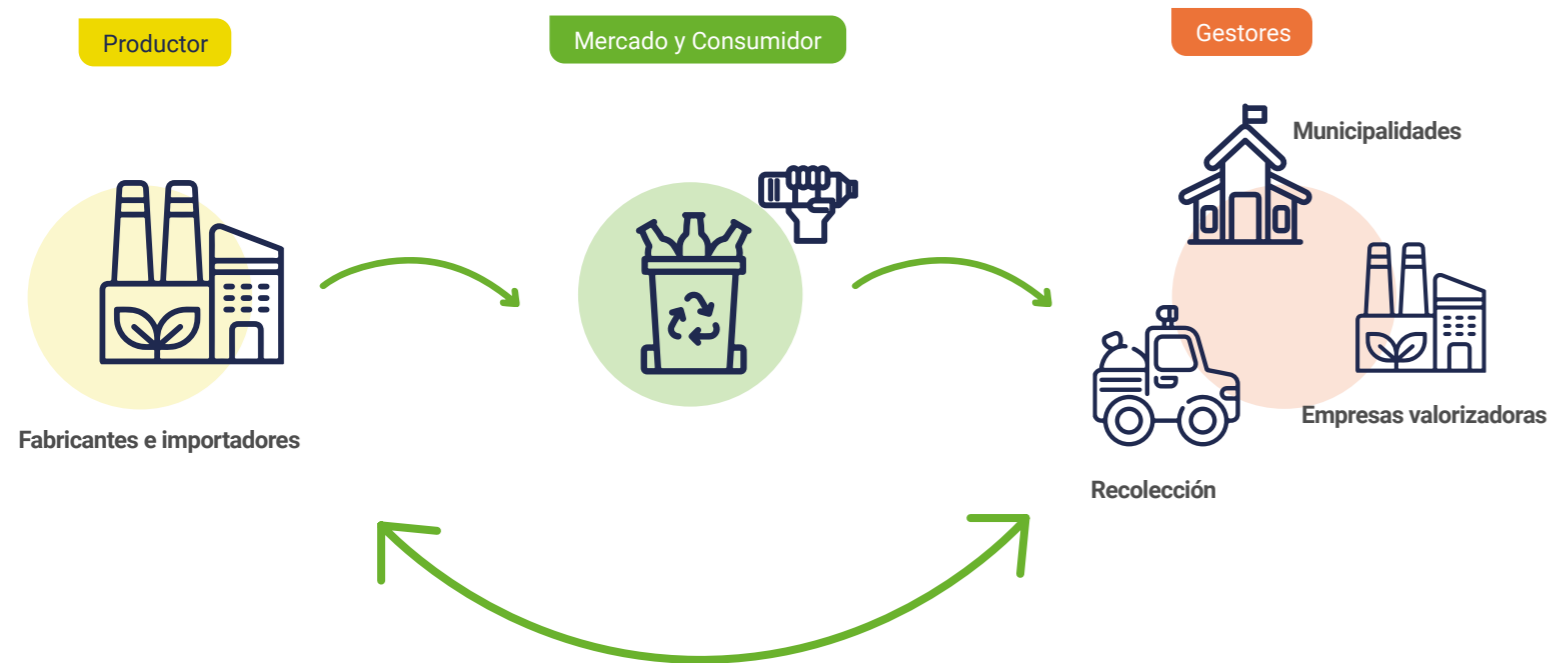 Productor
Mercado y Consumidor
Gestores
Municipalidades
Empresas valorizadoras
Fabricantes e importadores
Recolección